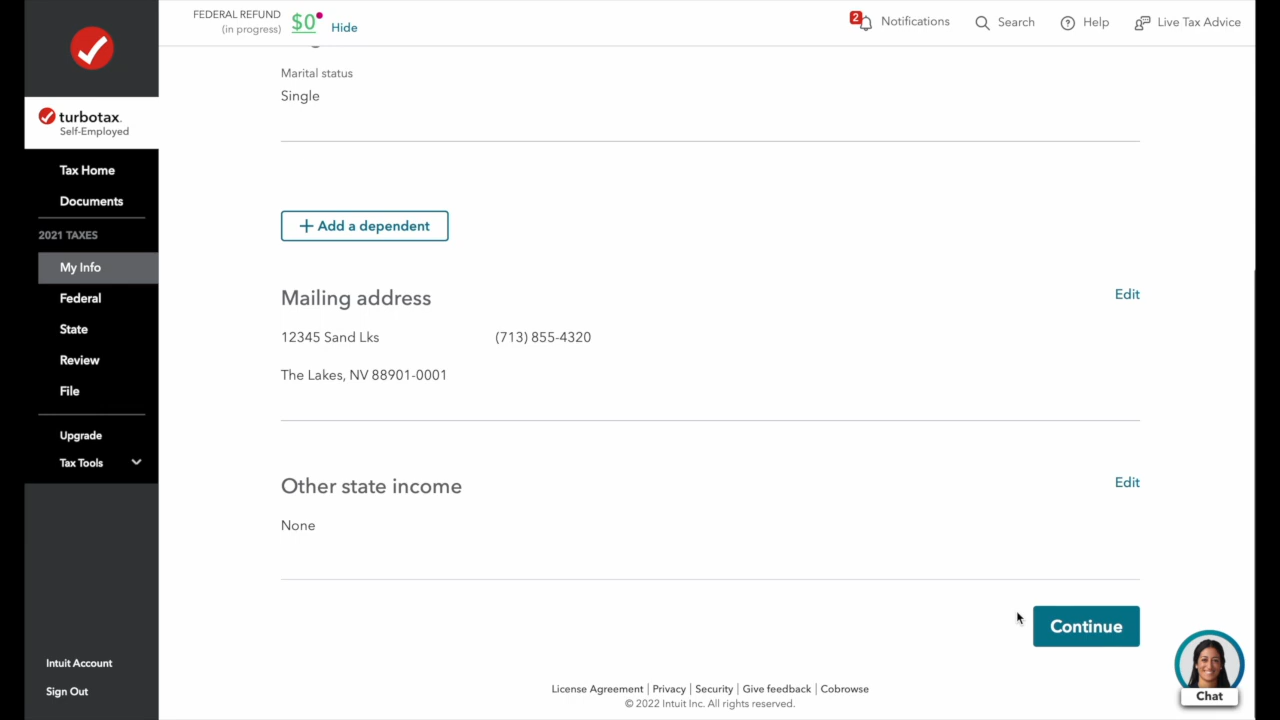 FEDERAL REFUND
(in progress)
$0
Hide
2
Notifications
Search
Help
Live Tax Advice
turbotax.
Self-Employed
Tax Home
Documents
2021 TAXES
My Info
Federal
State
Review
File
Upgrade
Tax Tools
Intuit Account
Sign Out
Marital status
Single
+ Add a dependent
Mailing address
Edit
12345 Sand Lks (713) 855-4320
The Lakes, NV 88901-0001
Other state income
Edit
None
Continue
Chat
License Agreement | Privacy | Security | Give feedback | Cobrowse
© 2022 Intuit Inc. All rights reserved.